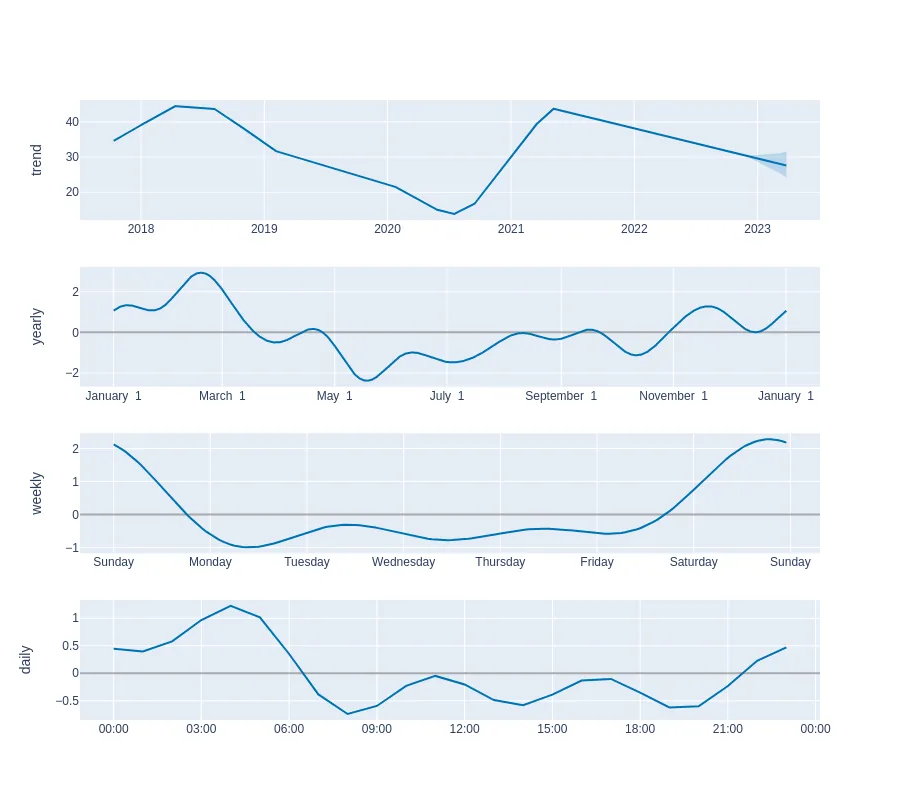 trend
40
30
20
2018 2019 2020 2021 2022 2023
yearly
2
0
−2
January 1 March 1 May 1 July 1 September 1 November 1 January 1
weekly
2
1
0
−1
Sunday Monday Tuesday Wednesday Thursday Friday Saturday Sunday
daily
1
0.5
0
−0.5
00:00 03:00 06:00 09:00 12:00 15:00 18:00 21:00 00:00